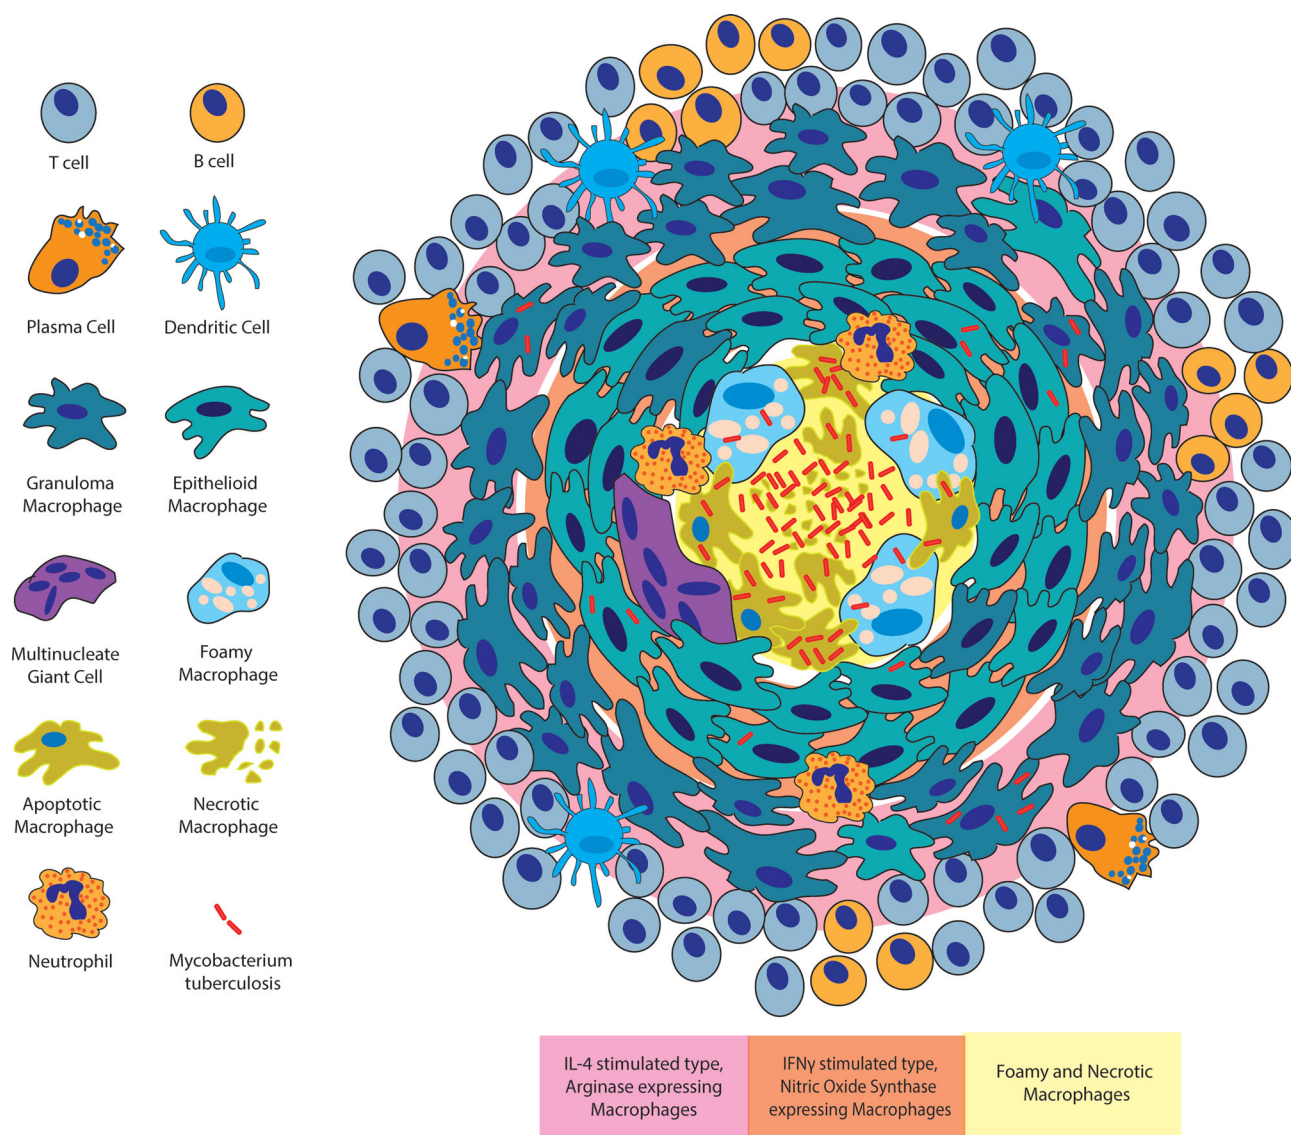 T cell
B cell
Plasma Cell
Dendritic Cell
Granuloma
Macrophage
Epithelioid
Macrophage
Multinucleate
Giant Cell
Foamy
Macrophage
Apoptotic
Macrophage
Necrotic
Macrophage
Neutrophil
Mycobacterium
tuberculosis
IL-4 stimulated type,
Arginase expressing
Macrophages
IFNγ stimulated type,
Nitric Oxide Synthase
expressing Macrophages
Foamy and Necrotic
Macrophages